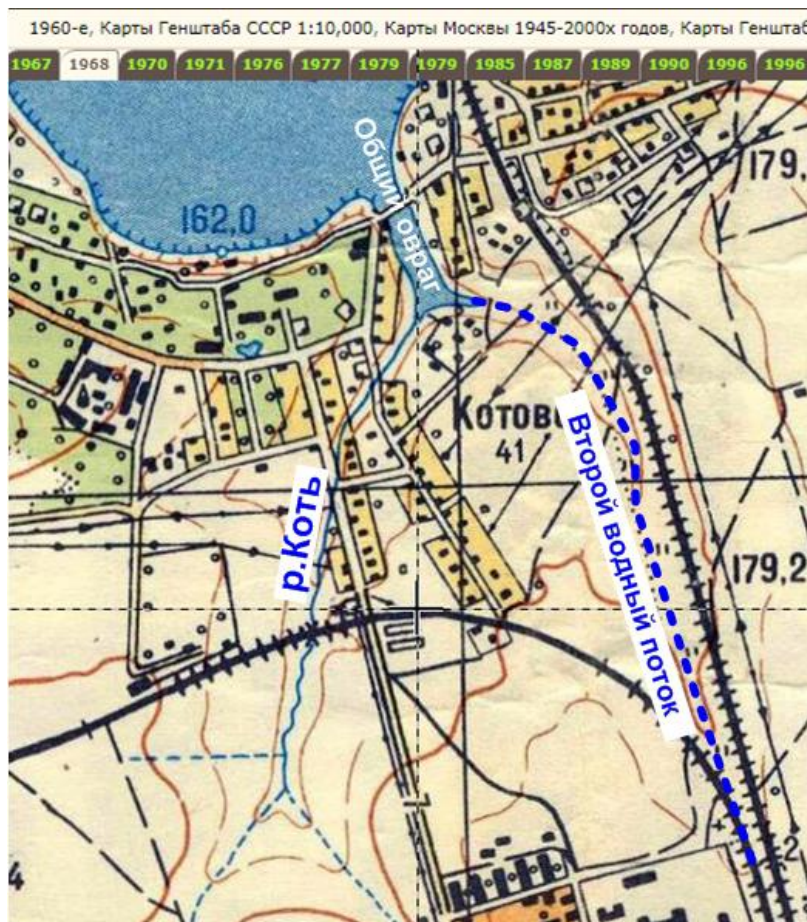 1960-е, Карты Генштаба СССР 1:10,000, Карты Москвы 1945-2000х годов, Карты Генштаб
1967 1968 1970 1971 1976 1977 1979 1979 1985 1987 1989 1990 1996 1996
Общий овраг
162,0
179,
Котово
41
Второй водный поток
р.Коть
179,2
4
2